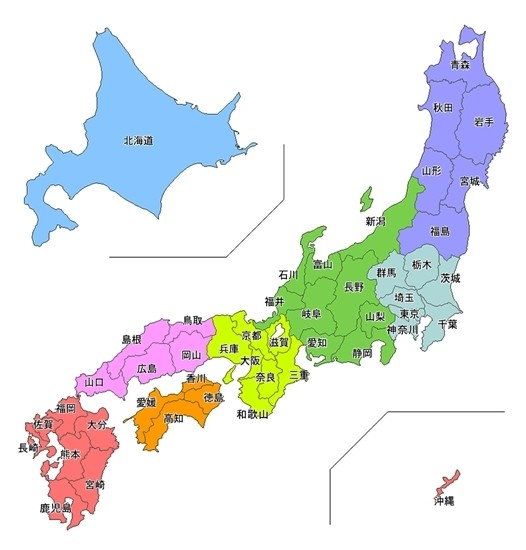 青森
秋田
岩手
北海道
山形
宮城
新潟
福島
富山
石川
群馬
栃木
茨城
長野
埼玉
福井
岐阜
山梨
東京
千葉
神奈川
鳥取
島根
京都
滋賀
愛知
兵庫
静岡
岡山
大阪
広島
奈良
三重
山口
香川
愛媛
徳島
福岡
高知
和歌山
佐賀
大分
長崎
熊本
宮崎
沖縄
鹿児島